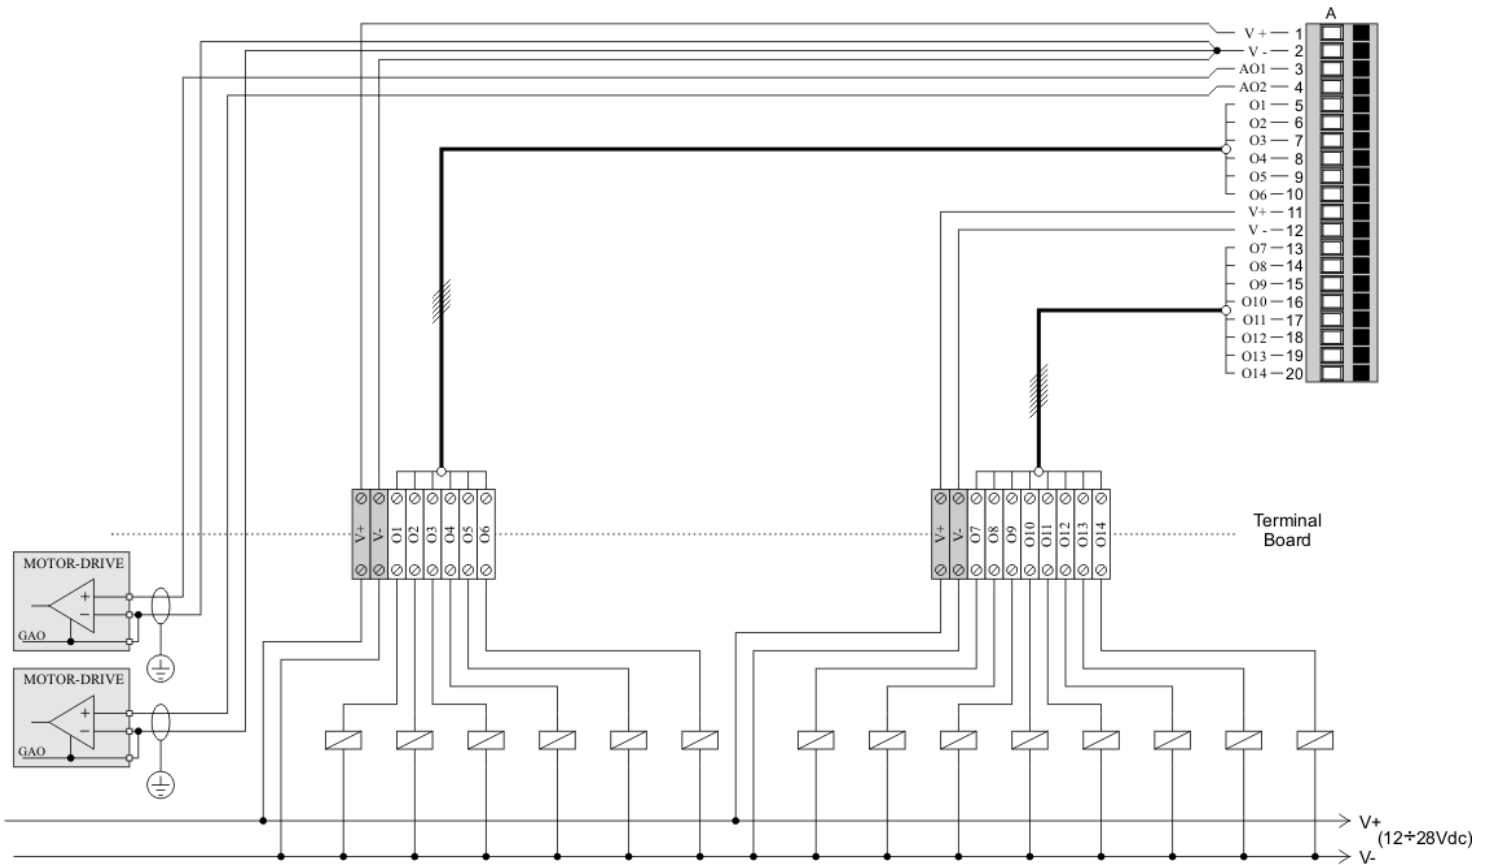 A
V + 1
V - 2
AO1 3
AO2 4
O1 5
O2 6
O3 7
O4 8
O5 9
O6 10
V+ 11
V - 12
O7 13
O8 14
O9 15
O10 16
O11 17
O12 18
O13 19
O14 20
V+ V- O1 O2 O3 O4 O5 O6
V+ V- O7 O8 O9 O10 O11 O12 O13 O14
Terminal
Board
MOTOR-DRIVE
+
−
GAO
MOTOR-DRIVE
+
−
GAO
V+
(12÷28Vdc)
V-